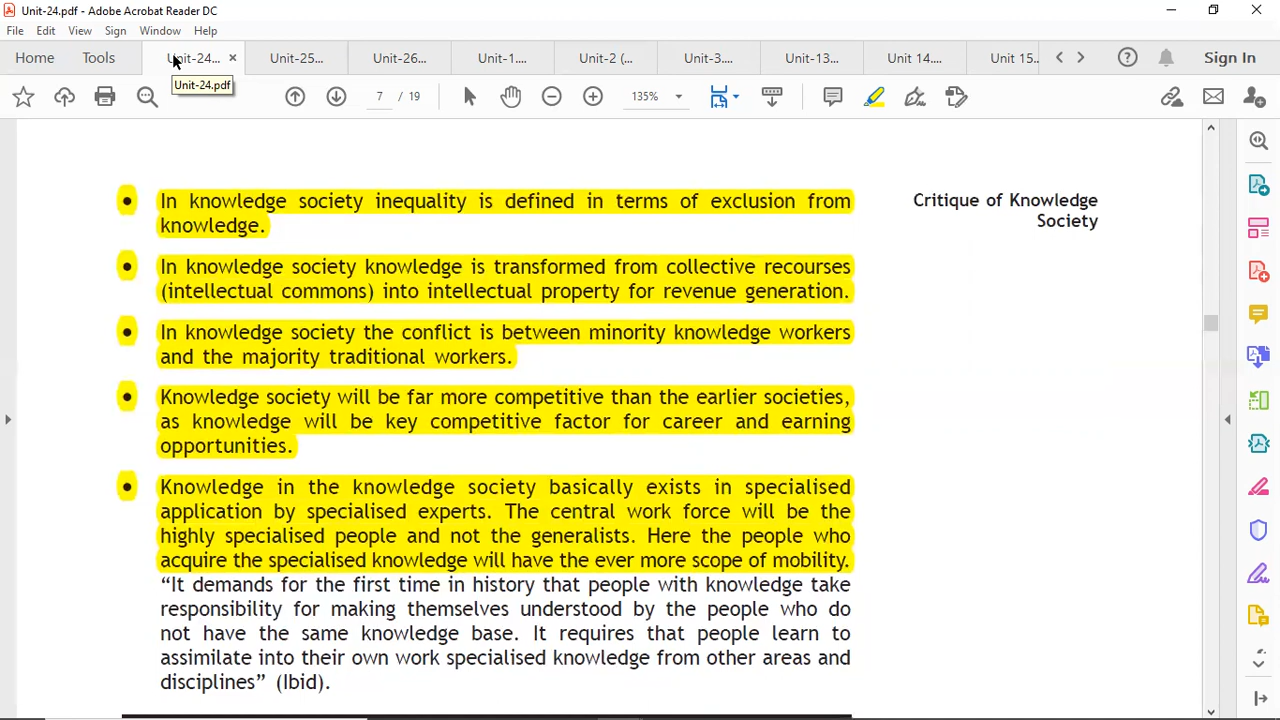 Unit-24.pdf - Adobe Acrobat Reader DC
File Edit View Sign Window Help
Home Tools Unit-24... × Unit-25... Unit-26... Unit-1.... Unit-2 (... Unit-3.... Unit-13... Unit 14.... Unit 15.. Sign In
Unit-24.pdf
7 / 19 135%
• In knowledge society inequality is defined in terms of exclusion from
knowledge.
• In knowledge society knowledge is transformed from collective recourses
(intellectual commons) into intellectual property for revenue generation.
• In knowledge society the conflict is between minority knowledge workers
and the majority traditional workers.
• Knowledge society will be far more competitive than the earlier societies,
as knowledge will be key competitive factor for career and earning
opportunities.
• Knowledge in the knowledge society basically exists in specialised
application by specialised experts. The central work force will be the
highly specialised people and not the generalists. Here the people who
acquire the specialised knowledge will have the ever more scope of mobility.
“It demands for the first time in history that people with knowledge take
responsibility for making themselves understood by the people who do
not have the same knowledge base. It requires that people learn to
assimilate into their own work specialised knowledge from other areas and
disciplines” (Ibid).
Critique of Knowledge
Society